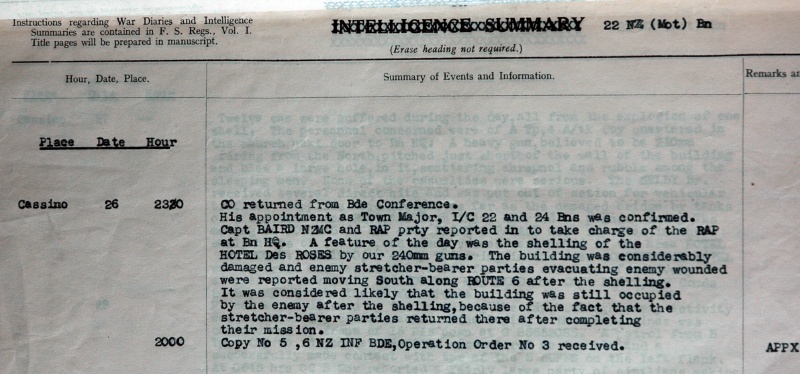 Instructions regarding War Diaries and Intelligence
Summaries are contained in F. S. Regs., Vol. I.
Title pages will be prepared in manuscript.
INTELLIGENCE SUMMARY
22 NZ (Mot) Bn
(Erase heading not required.)
Hour, Date, Place.
Summary of Events and Information.
Remarks
Place Date Hour
Cassino 26 2330 CO returned from Bde Conference.
His appointment as Town Major, I/C 22 and 24 Bns was confirmed.
Capt BAIRD NZMC and RAP prty reported in to take charge of the RAP
at Bn HQ. A feature of the day was the shelling of the
HOTEL Des ROSES by our 240mm guns. The building was considerably
damaged and enemy stretcher-bearer parties evacuating enemy wounded
were reported moving South along ROUTE 6 after the shelling.
It was considered likely that the building was still occupied
by the enemy after the shelling,because of the fact that the
stretcher-bearer parties returned there after completing
their mission.
2000 Copy No 5 ,6 NZ INF BDE,Operation Order No 3 received.
APPX